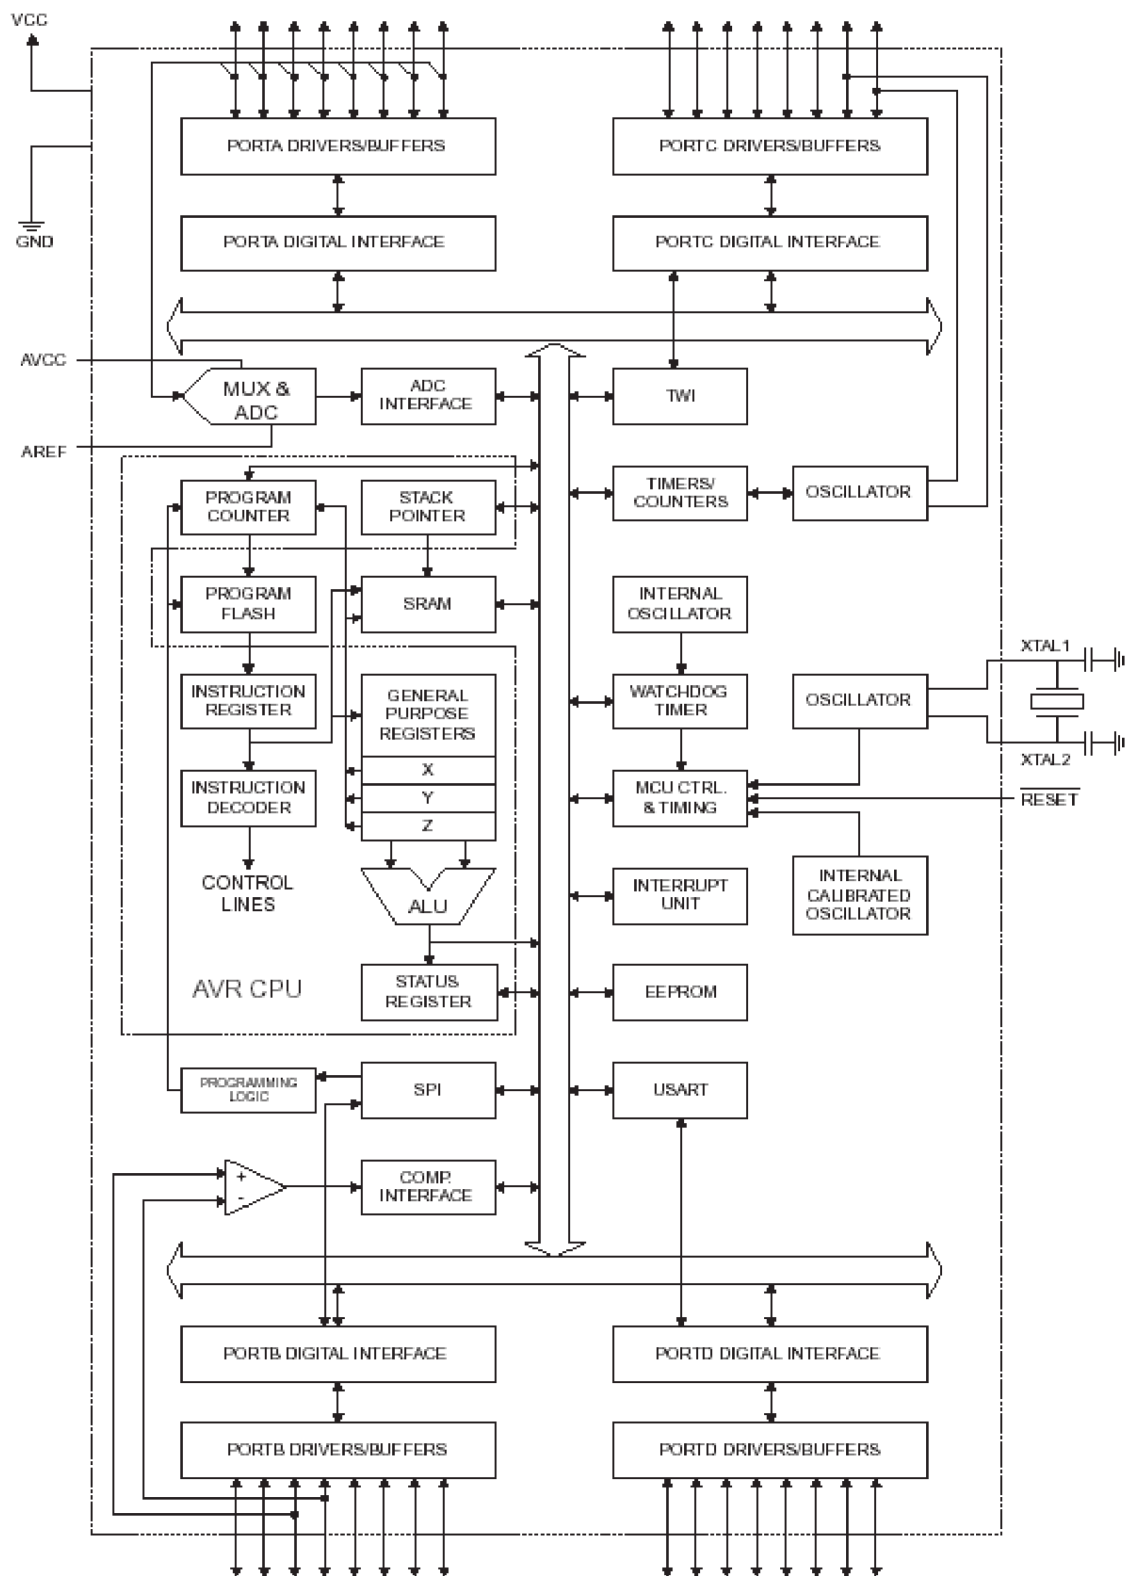 VCC
PORTA DRIVERS/BUFFERS
PORTC DRIVERS/BUFFERS
GND
PORTA DIGITAL INTERFACE
PORTC DIGITAL INTERFACE
AVCC
MUX &
ADC
ADC
INTERFACE
TWI
AREF
PROGRAM
COUNTER
STACK
POINTER
TIMERS/
COUNTERS
OSCILLATOR
PROGRAM
FLASH
SRAM
INTERNAL
OSCILLATOR
XTAL1
INSTRUCTION
REGISTER
GENERAL
PURPOSE
REGISTERS
WATCHDOG
TIMER
OSCILLATOR
XTAL2
X
INSTRUCTION
DECODER
Y
Z
MCU CTRL.
& TIMING
RESET
CONTROL
LINES
ALU
INTERRUPT
UNIT
INTERNAL
CALIBRATED
OSCILLATOR
AVR CPU
STATUS
REGISTER
EEPROM
PROGRAMMING
LOGIC
SPI
USART
+
-
COMP.
INTERFACE
PORTB DIGITAL INTERFACE
PORTD DIGITAL INTERFACE
PORTB DRIVERS/BUFFERS
PORTD DRIVERS/BUFFERS